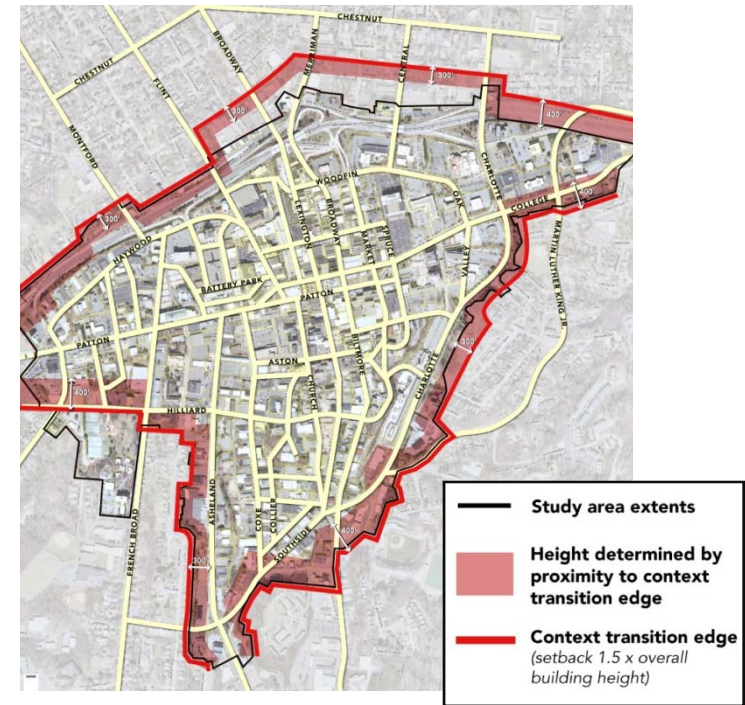 CHESTNUT
CHESTNUT
BROADWAY
MERRIMAN
CENTRAL
FLINT
MONTFORD
300'
300'
400'
300'
WOODFIN
CHARLOTTE
OAK
COLLEGE
400'
HAYWOOD
LEXINGTON
BROADWAY
MARKET
SPRUCE
VALLEY
MARTIN LUTHER KING JR.
BATTERY PARK
PATTON
PATTON
ASTON
BILTMORE
CHARLOTTE
300'
400'
CHURCH
HILLIARD
ASHELAND
COXE
COLLIER
SOUTHSIDE
400'
FRENCH BROAD
300'
Study area extents
Height determined by
proximity to context
transition edge
Context transition edge
(setback 1.5 x overall
building height)